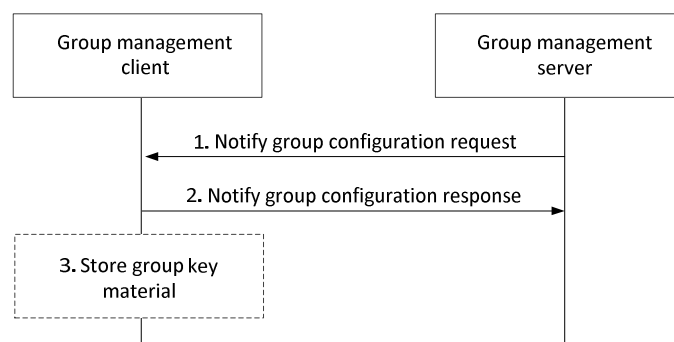 Group management
client
Group management
server
1. Notify group configuration request
2. Notify group configuration response
3. Store group key
material